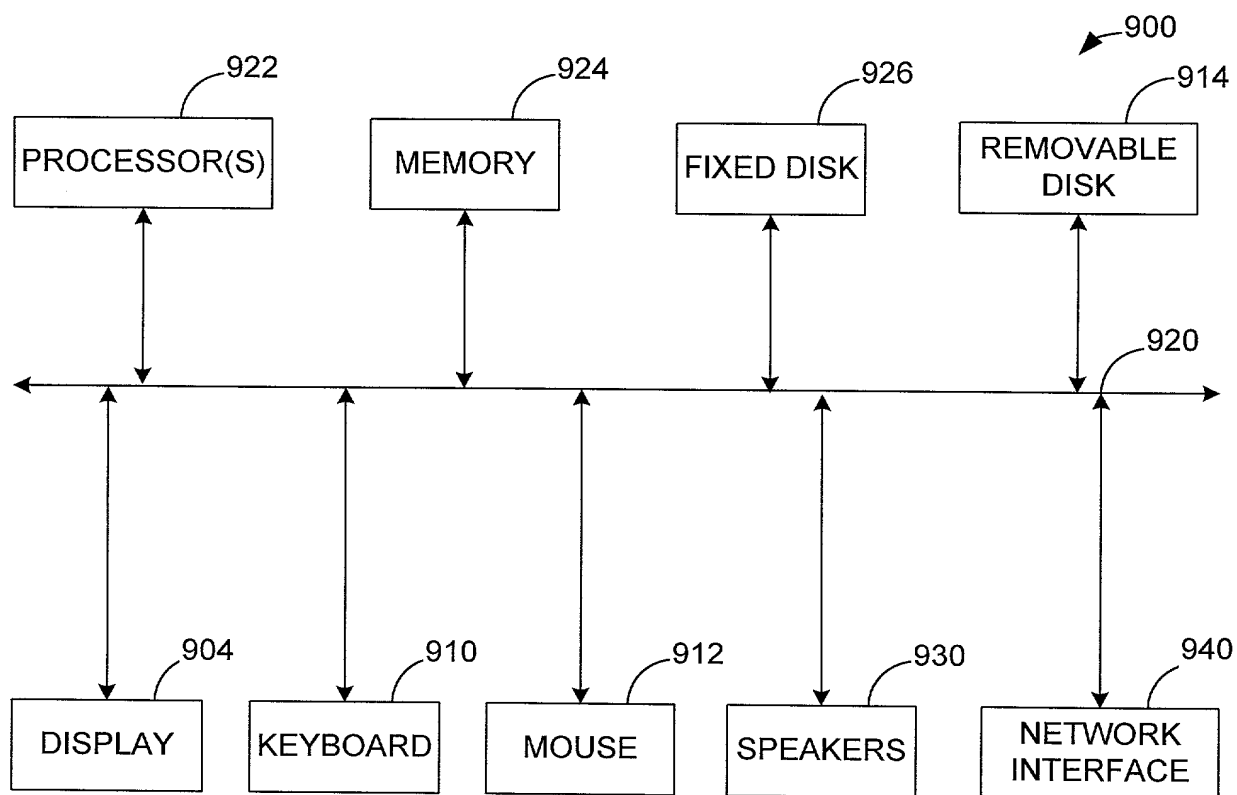 900
922
924
926
914
PROCESSOR(S)
MEMORY
FIXED DISK
REMOVABLE
DISK
920
904
910
912
930
940
DISPLAY
KEYBOARD
MOUSE
SPEAKERS
NETWORK
INTERFACE